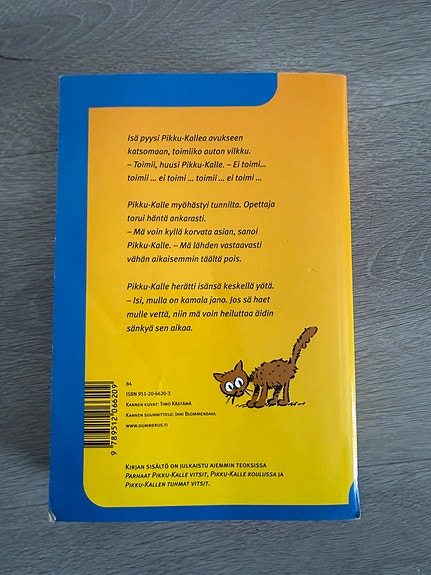 Isä pyysi Pikku-Kallea avukseen
katsomaan, toimiiko auton vilkku.
– Toimii, huusi Pikku-Kalle. – Ei toimi...
toimii ... ei toimi ... toimii ... ei toimi ...
Pikku-Kalle myöhästyi tunnilta. Opettaja
torui häntä ankarasti.
– Mä voin kyllä korvata asian, sanoi
Pikku-Kalle. – Mä lähden vastaavasti
vähän aikaisemmin täältä pois.
Pikku-Kalle herätti isänsä keskellä yötä.
– Isi, mulla on kamala jano. Jos sä haet
mulle vettä, niin mä voin heiluttaa äidin
sänkyä sen aikaa.
84
ISBN 951-20-6620-3
Kannen kuvat: Timo Kästämä
Kannen suunnittelu: Jani Blommendahl
www.gummerus.fi
9 789512 066209
Kirjan sisältö on julkaistu aiemmin teoksissa
Parhaat Pikku-Kalle vitsit, Pikku-Kalle koulussa ja
Pikku-Kallen tuhmat vitsit.